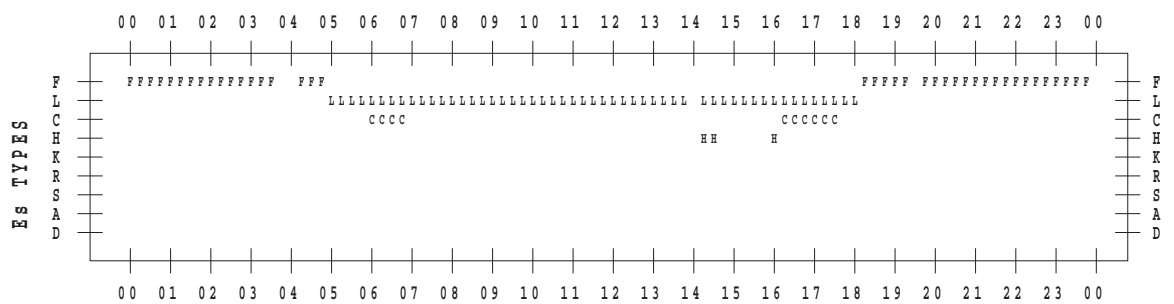 00 01 02 03 04 05 06 07 08 09 10 11 12 13 14 15 16 17 18 19 20 21 22 23 00
F FFFFFFFFFFFFFFF FFF FFFFF FFFFFFFFFFFFFFFFF F
L LLLLLLLLLLLLLLLLLLLLLLLLLLLLLLLLLLLL LLLLLLLLLLLLLLLL L
C CCCC CCCCCC C
H HH H H
K K
R R
S S
A A
D D
Es TYPES
00 01 02 03 04 05 06 07 08 09 10 11 12 13 14 15 16 17 18 19 20 21 22 23 00